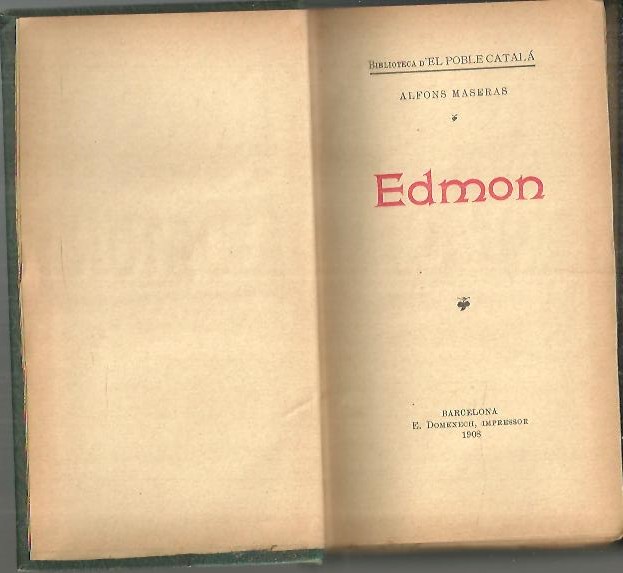 BIBLIOTECA D'EL POBLE CATALÁ
ALFONS MASERAS
Edmon
BARCELONA
E. DOMENECH, IMPRESSOR
1908